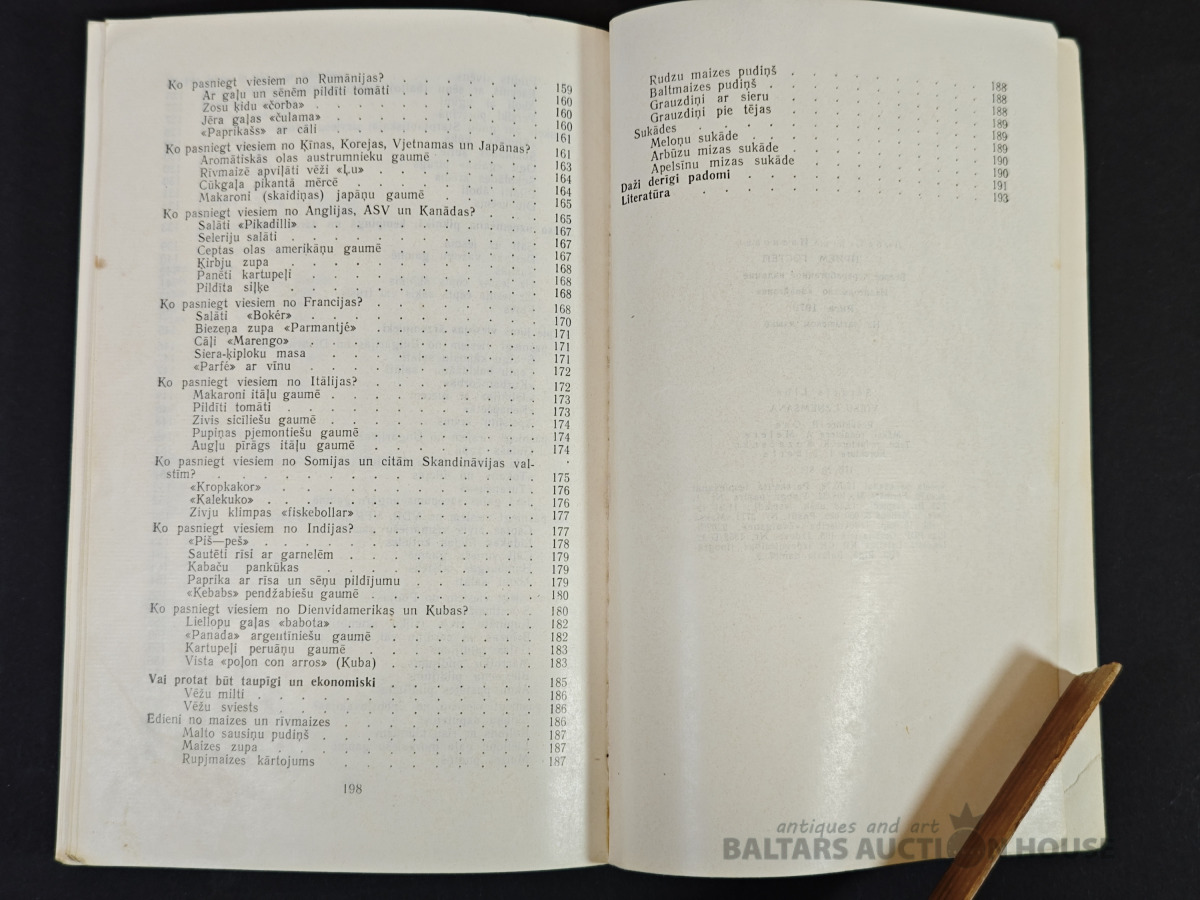 Ko pasniegt viesiem no Rumānijas? . . . . . . 159
Ar gaļu un sēnēm pildīti tomāti . . . . . . 160
Zosu ķidu «čorba» . . . . . . . . 160
Jēra gaļas «čulama» . . . . . . . . 160
«Paprikašs» ar cāli . . . . . . . . 161
Ko pasniegt viesiem no Ķīnas, Korejas, Vjetnamas un Japānas? 161
Aromātiskās olas austrumnieku gaumē . . . . 163
Rīvmaizē apviļāti vēži «Ļu» . . . . . . 164
Cūkgaļa pikantā mērcē . . . . . . . 164
Makaroni (skaidiņas) japāņu gaumē . . . . 165
Ko pasniegt viesiem no Anglijas, ASV un Kanādas? . . 165
Salāti «Pikadilli» . . . . . . . . 167
Seleriju salāti . . . . . . . . . 167
Ceptas olas amerikāņu gaumē . . . . . 167
Ķirbju zupa . . . . . . . . . 168
Panēti kartupeļi . . . . . . . . 168
Pildīta siļķe . . . . . . . . . 168
Ko pasniegt viesiem no Francijas? . . . . . . 168
Salāti «Bokēr» . . . . . . . . 170
Biezeņa zupa «Parmantjē» . . . . . . 171
Cāļi «Marengo» . . . . . . . . 171
Siera-ķiploku masa . . . . . . . . 171
«Parfē» ar vīnu . . . . . . . . 172
Ko pasniegt viesiem no Itālijas? . . . . . . 172
Makaroni itāļu gaumē . . . . . . . 173
Pildīti tomāti . . . . . . . . . 173
Zivis sicīliešu gaumē . . . . . . . 174
Pupiņas pjemontiešu gaumē . . . . . . 174
Augļu pīrāgs itāļu gaumē . . . . . . 174
Ko pasniegt viesiem no Somijas un citām Skandināvijas val-
stīm? . . . . . . . . . . . 175
«Kropkakor» . . . . . . . . . 176
«Kalekuko» . . . . . . . . . 176
Zivju klimpas «fiskebollar» . . . . . . 177
Ko pasniegt viesiem no Indijas? . . . . . . 177
«Piš—peš» . . . . . . . . . 178
Sautēti rīsi ar garnelēm . . . . . . 179
Kabaču pankūkas . . . . . . . . 179
Paprika ar rīsa un sēņu pildījumu . . . . 179
«Kebabs» pendžabiešu gaumē . . . . . . 180
Ko pasniegt viesiem no Dienvidamerikas un Kubas? . . . 180
Liellopu gaļas «babota» . . . . . . 182
«Panada» argentīniešu gaumē . . . . . 182
Kartupeļi peruāņu gaumē . . . . . . 183
Vista «poļon con arros» (Kuba) . . . . . 183
Vai protat būt taupīgi un ekonomiski . . . . . 185
Vēžu milti . . . . . . . . . 186
Vēžu sviests . . . . . . . . . 186
Ēdieni no maizes un rīvmaizes . . . . . . . 186
Malto sausiņu pudiņš . . . . . . . 187
Maizes zupa . . . . . . . . . 187
Rupjmaizes kārtojums . . . . . . . 187
198
Rudzu maizes pudiņš . . . . . . . 188
Baltmaizes pudiņš . . . . . . . . 188
Grauzdiņi ar sieru . . . . . . . . 188
Grauzdiņi pie tējas . . . . . . . . 189
Sukādes . . . . . . . . . . 189
Meloņu sukāde . . . . . . . . 189
Arbūzu mizas sukāde . . . . . . . 190
Apelsīnu mizas sukāde . . . . . . . 190
Daži derīgi padomi . . . . . . . . 191
Literatūra . . . . . . . . . . 193
antiques and art
BALTARS AUCTION HOUSE